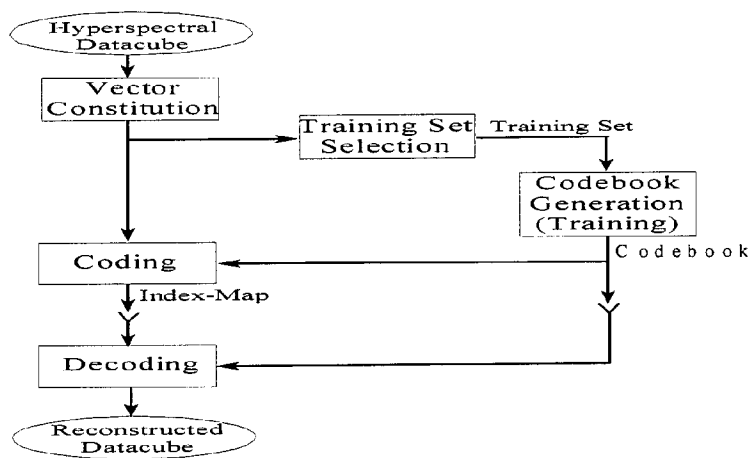 Hyperspectral
Datacube
Vector
Constitution
Training Set
Selection
Training Set
Codebook
Generation
(Training)
Codebook
Coding
Index-Map
Decoding
Reconstructed
Datacube